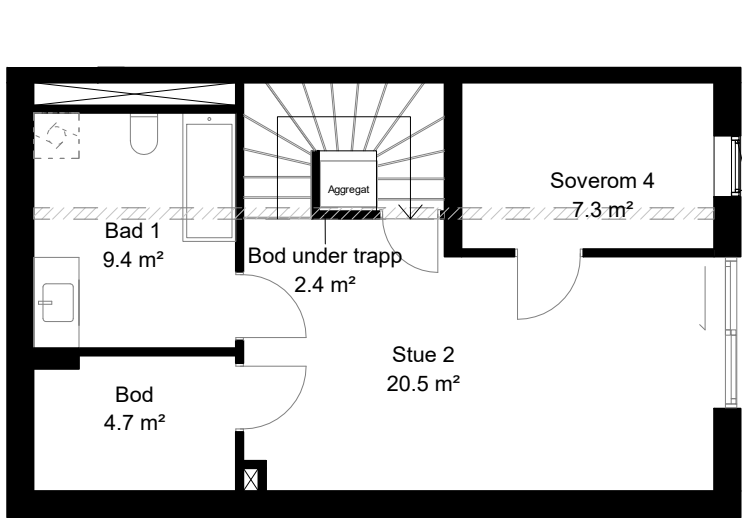 Aggregat
Soverom 4
7.3 m²
Bad 1
9.4 m²
Bod under trapp
2.4 m²
Stue 2
20.5 m²
Bod
4.7 m²